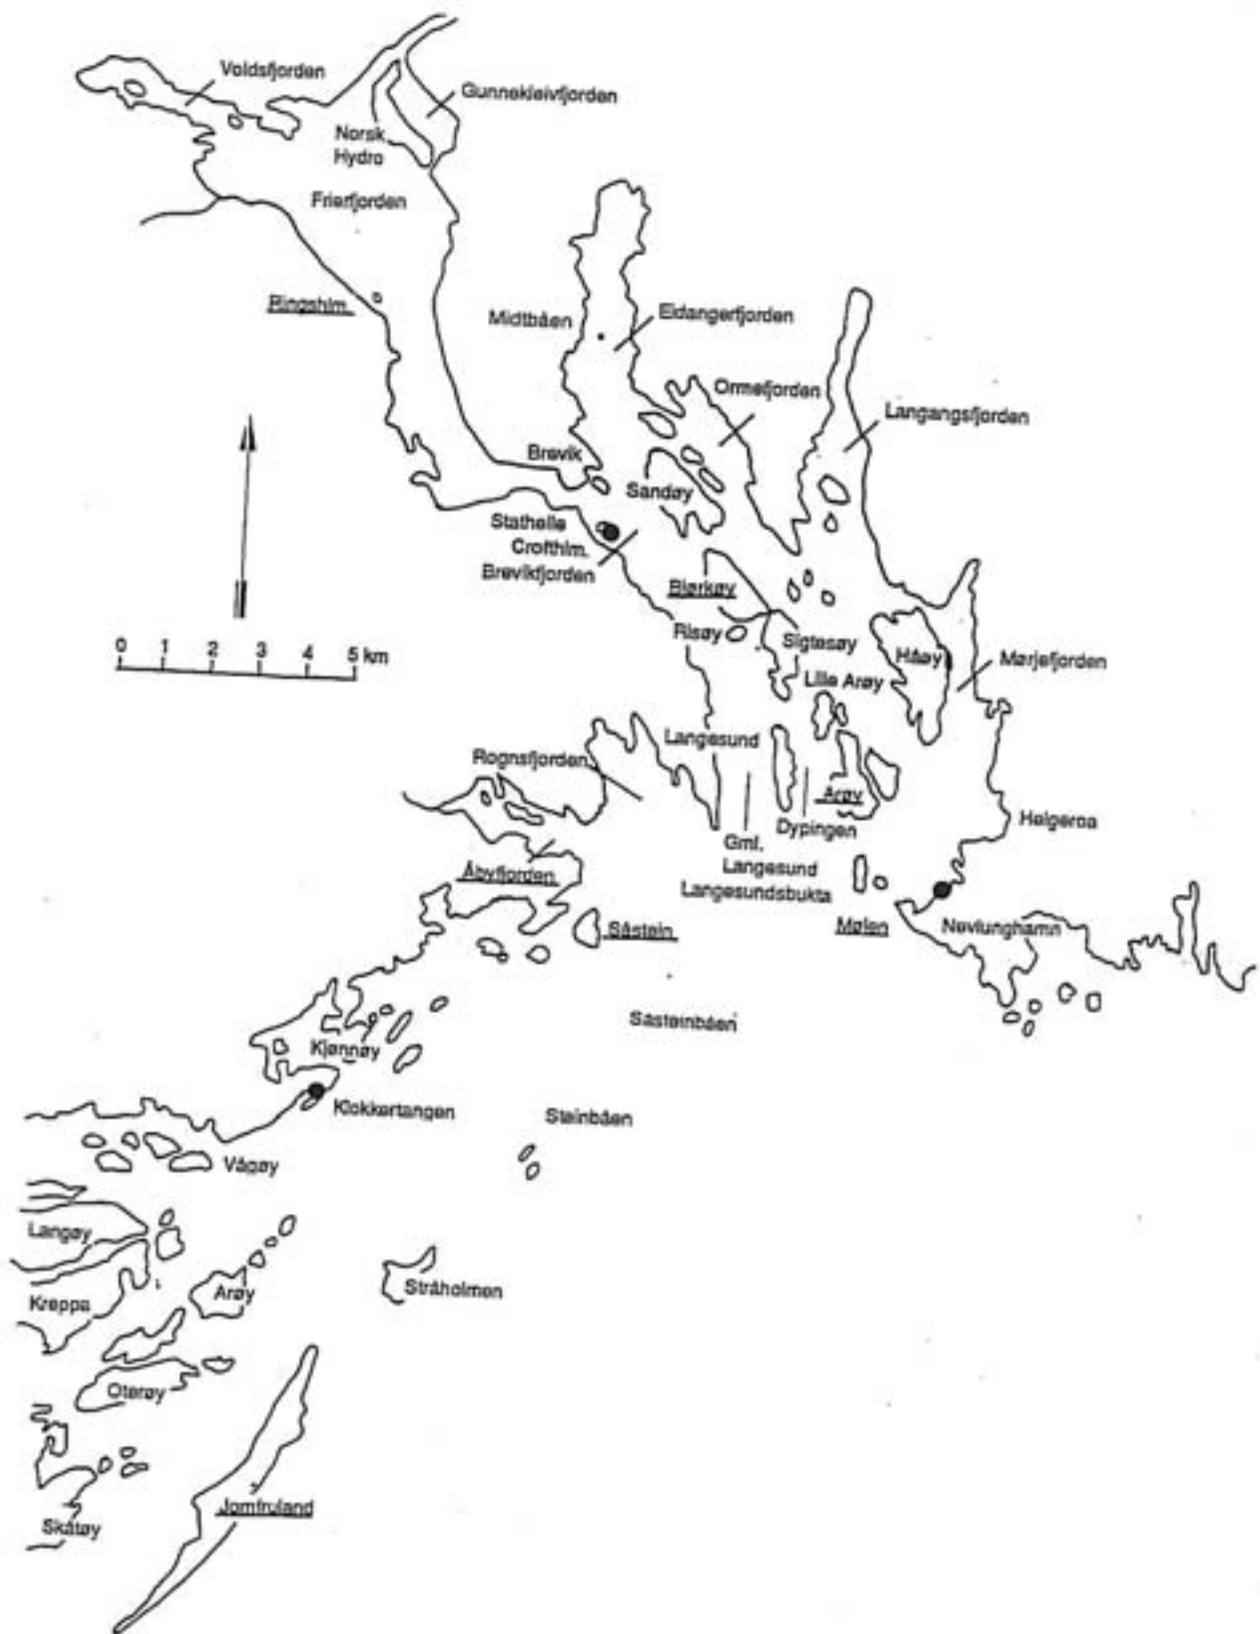 Voldsfjorden
Gunnekleivfjorden
Norsk
Hydro
Frierfjorden
Ringshlm.
Midtbåen
Eidangerfjorden
Ormefjorden
Langangsfjorden
Brevik
Sandøy
Stathelle
Crofthlm.
Brevikfjorden
Bjørkøy
Risøy
Sigtesøy
Håøy
Mørjefjorden
Lille Arøy
0 1 2 3 4 5 km
Langesund
Rognsfjorden
Arøy
Dypingen
Helgeroa
Gml.
Langesund
Langesundsbukta
Åbyfjorden
Såstein
Mølen
Nevlunghamn
Såsteinbåen
Kjønnøy
Klokkertangen
Steinbåen
Vågøy
Langøy
Arøy
Stråholmen
Kreppa
Oterøy
Jomfruland
Skåtøy